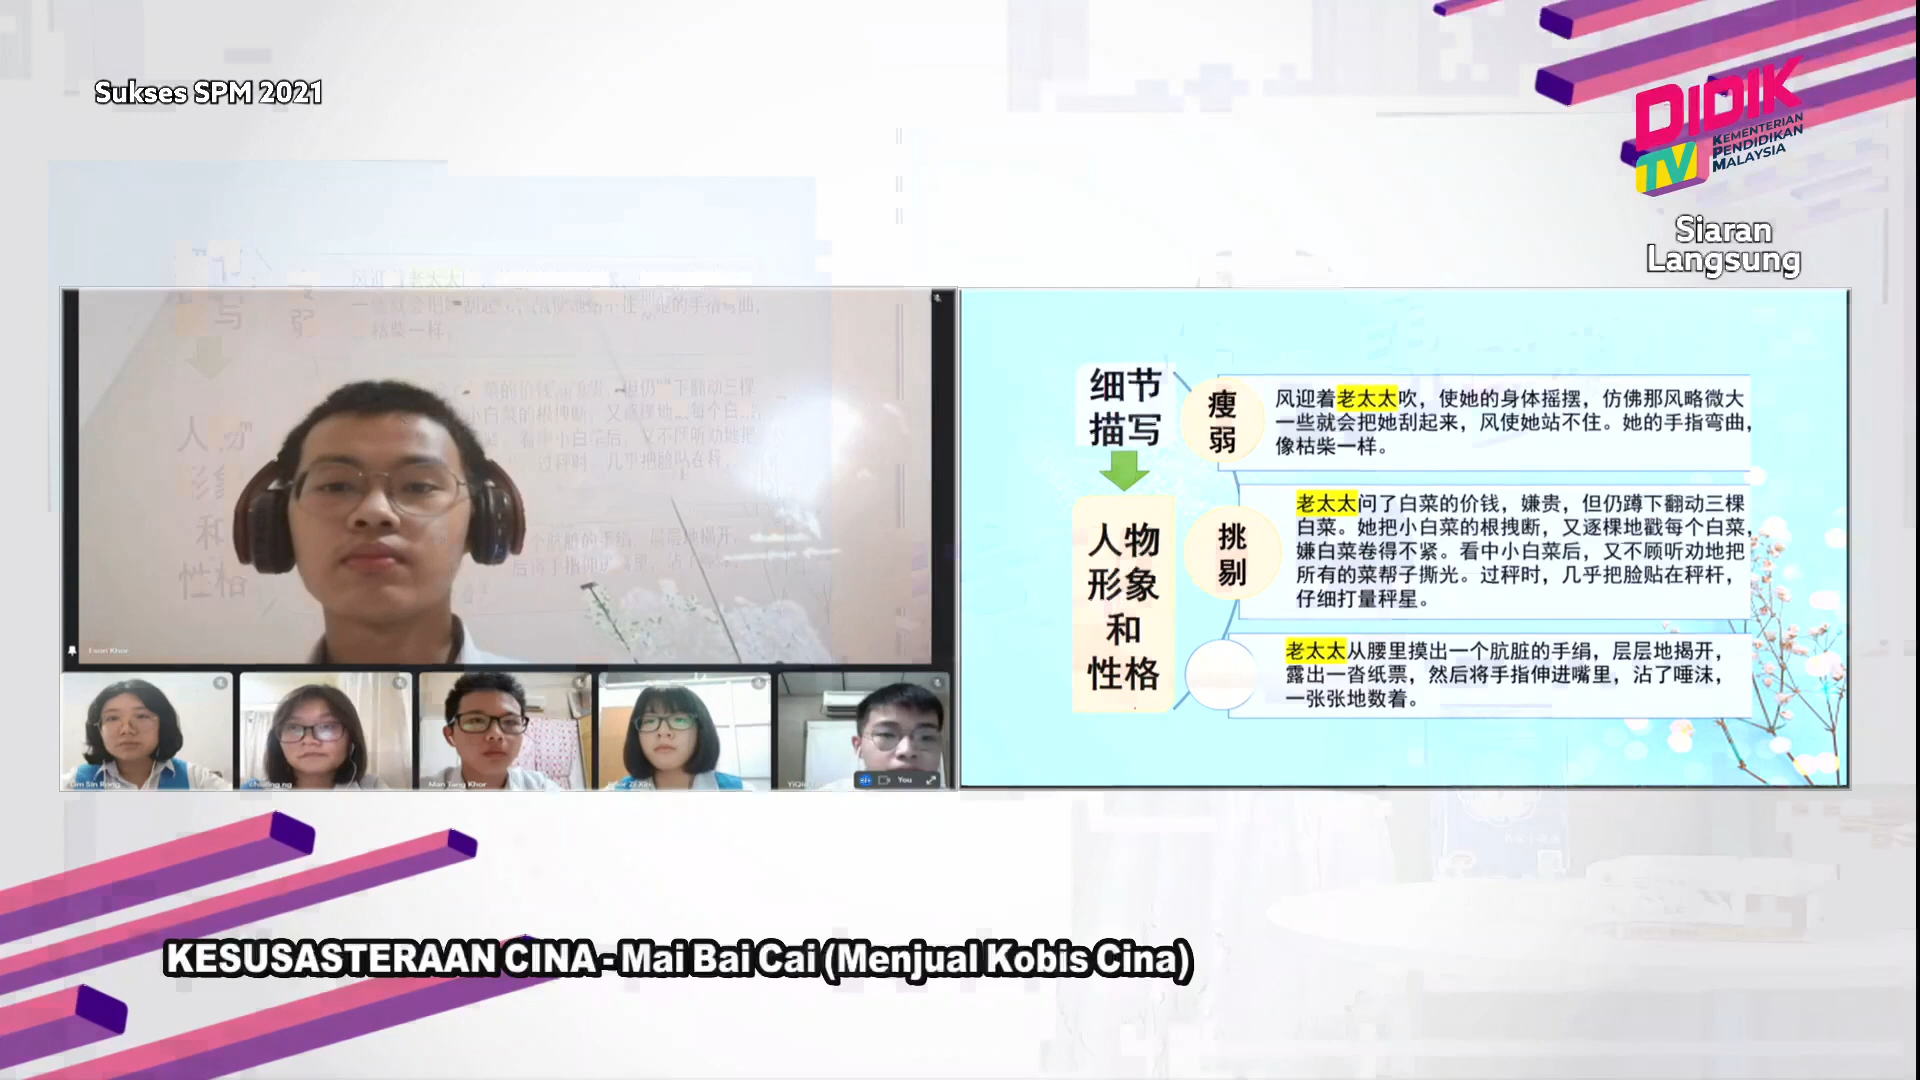 Sukses SPM 2021
DIDIK
TV
KEMENTERIAN
PENDIDIKAN
MALAYSIA
Siaran
Langsung
细节
描写
人物
形象
和
性格
瘦
弱
风迎着老太太吹，使她的身体摇摆，仿佛那风略微大
一些就会把她刮起来，风使她站不住。她的手指弯曲，
像枯柴一样。
挑
剔
老太太问了白菜的价钱，嫌贵，但仍蹲下翻动三棵
白菜。她把小白菜的根拽断，又逐棵地戳每个白菜，
嫌白菜卷得不紧。看中小白菜后，又不顾听劝地把
所有的菜帮子撕光。过秤时，几乎把脸贴在秤杆，
仔细打量秤星。
老太太从腰里摸出一个肮脏的手绢，层层地揭开，
露出一沓纸票，然后将手指伸进嘴里，沾了唾沫，
一张张地数着。
Eson Khor
Man Tang Khor
You
KESUSASTERAAN CINA - Mai Bai Cai (Menjual Kobis Cina)